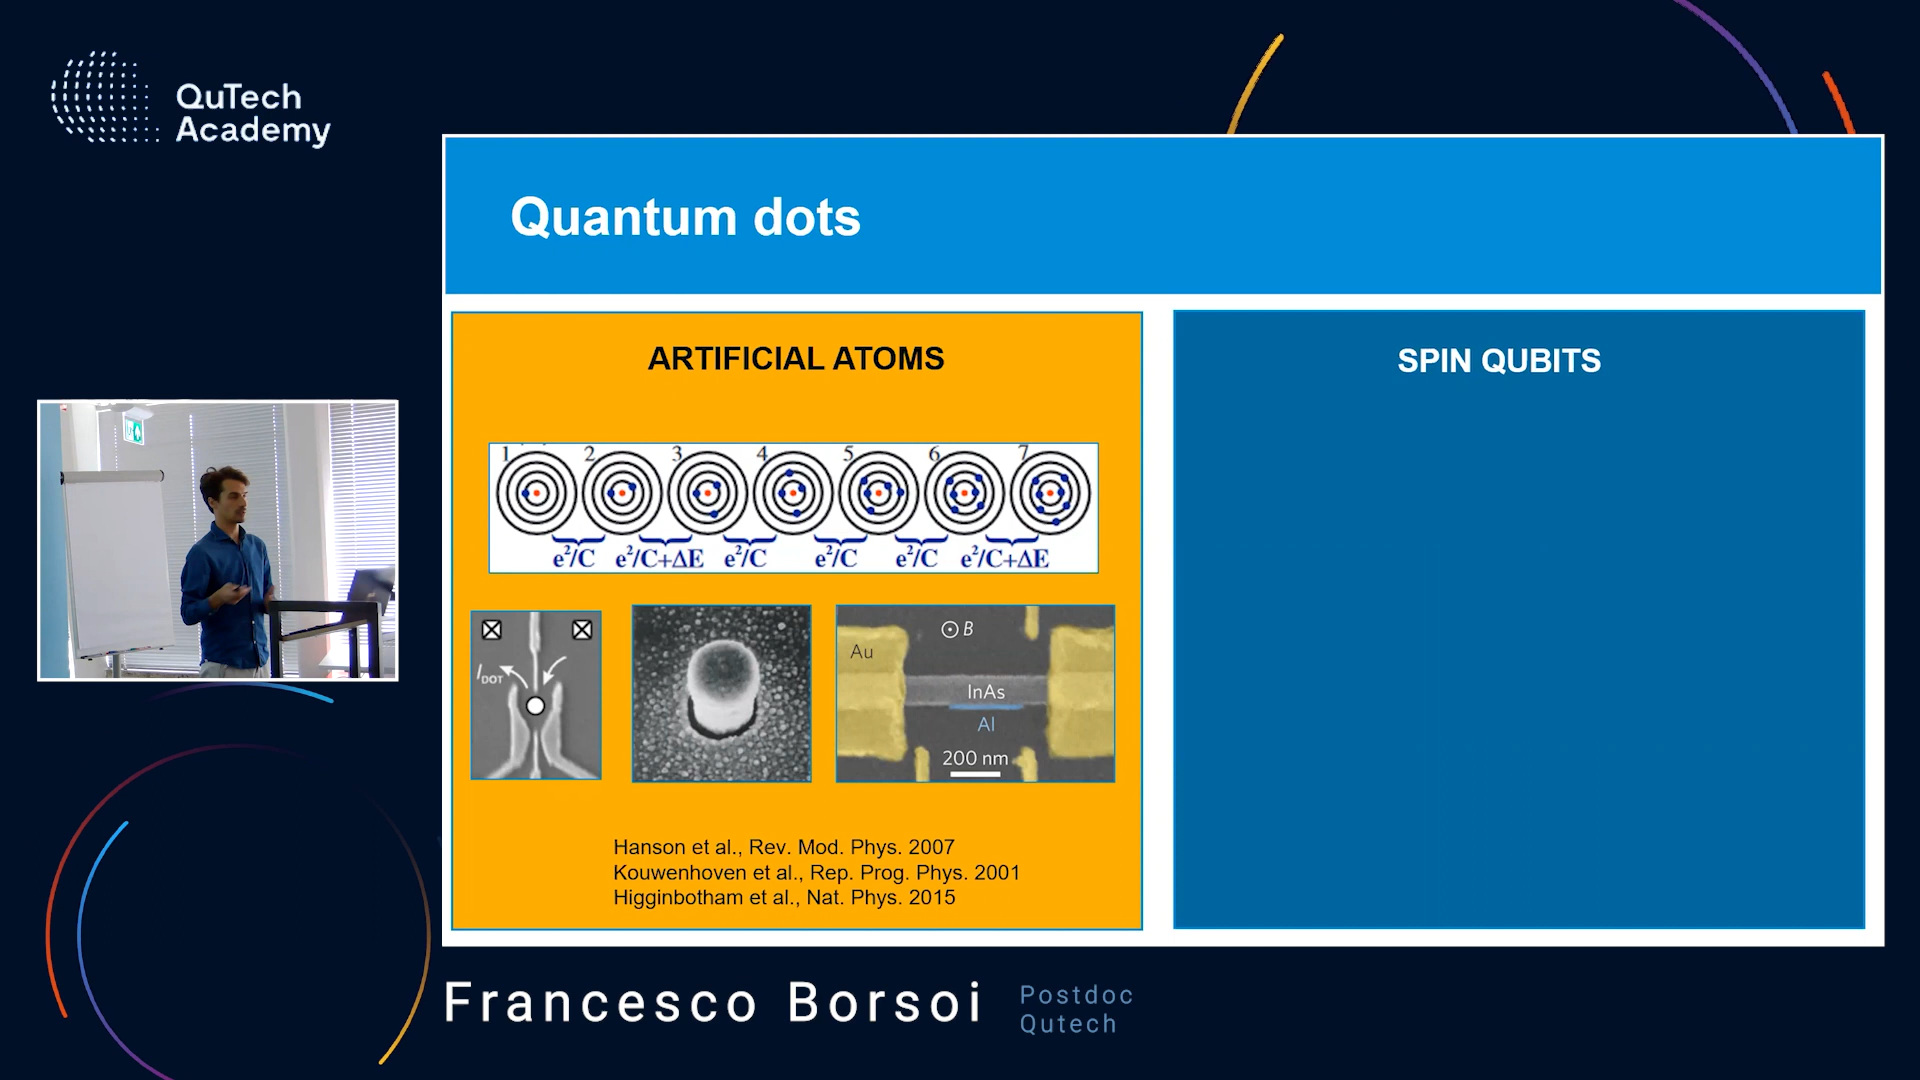 QuTech
Academy
Quantum dots
ARTIFICIAL ATOMS
1 2 3 4 5 6 7
e²/C e²/C+ΔE e²/C e²/C e²/C e²/C+ΔE
I_DOT
B
Au
InAs
Al
200 nm
Hanson et al., Rev. Mod. Phys. 2007
Kouwenhoven et al., Rep. Prog. Phys. 2001
Higginbotham et al., Nat. Phys. 2015
SPIN QUBITS
Francesco Borsoi
Postdoc
Qutech